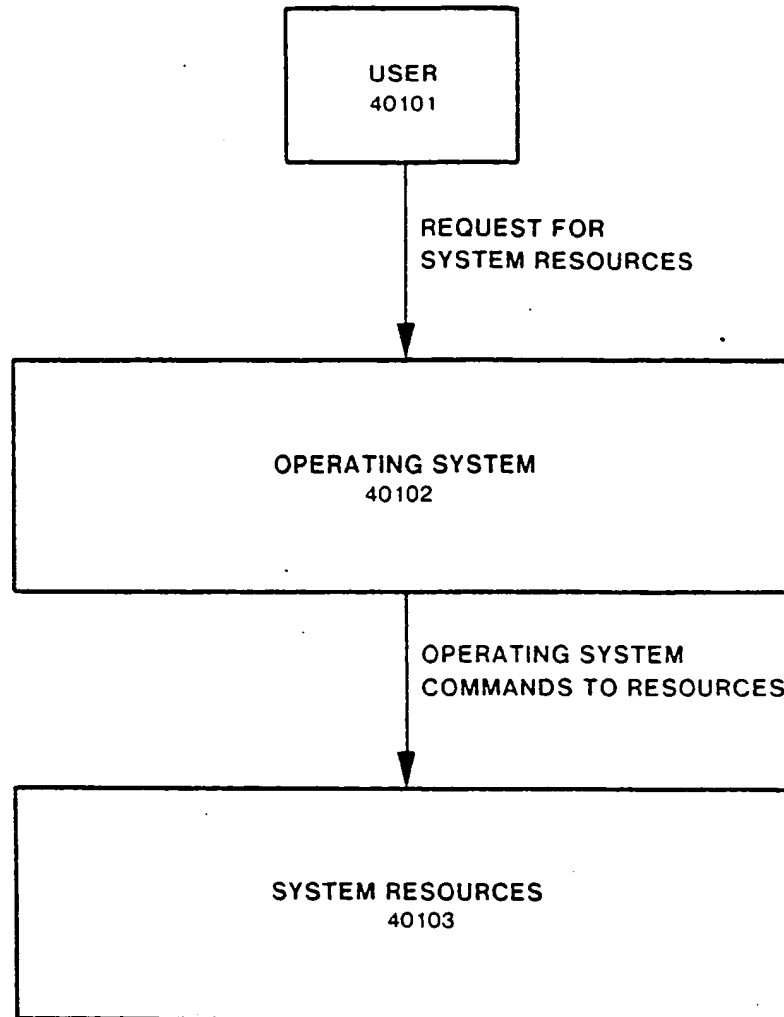 USER
40101
REQUEST FOR
SYSTEM RESOURCES
OPERATING SYSTEM
40102
OPERATING SYSTEM
COMMANDS TO RESOURCES
SYSTEM RESOURCES
40103